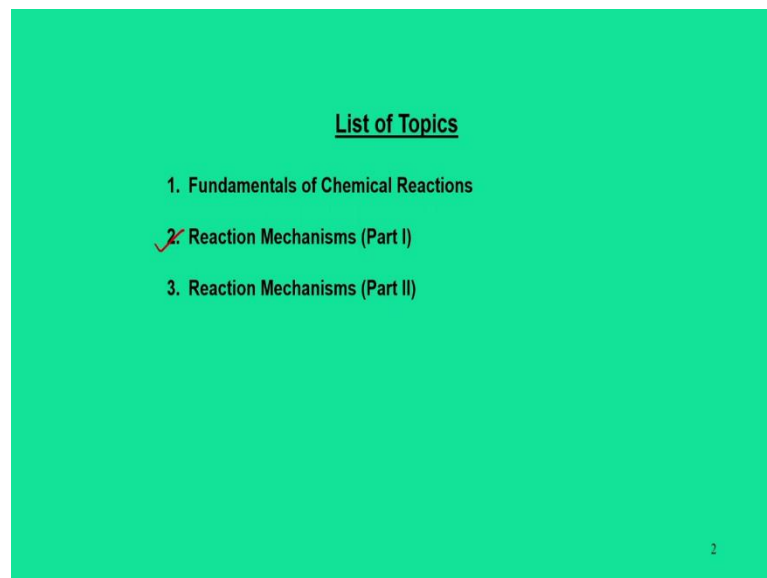 List of Topics
1. Fundamentals of Chemical Reactions
2. Reaction Mechanisms (Part I)
3. Reaction Mechanisms (Part II)
2